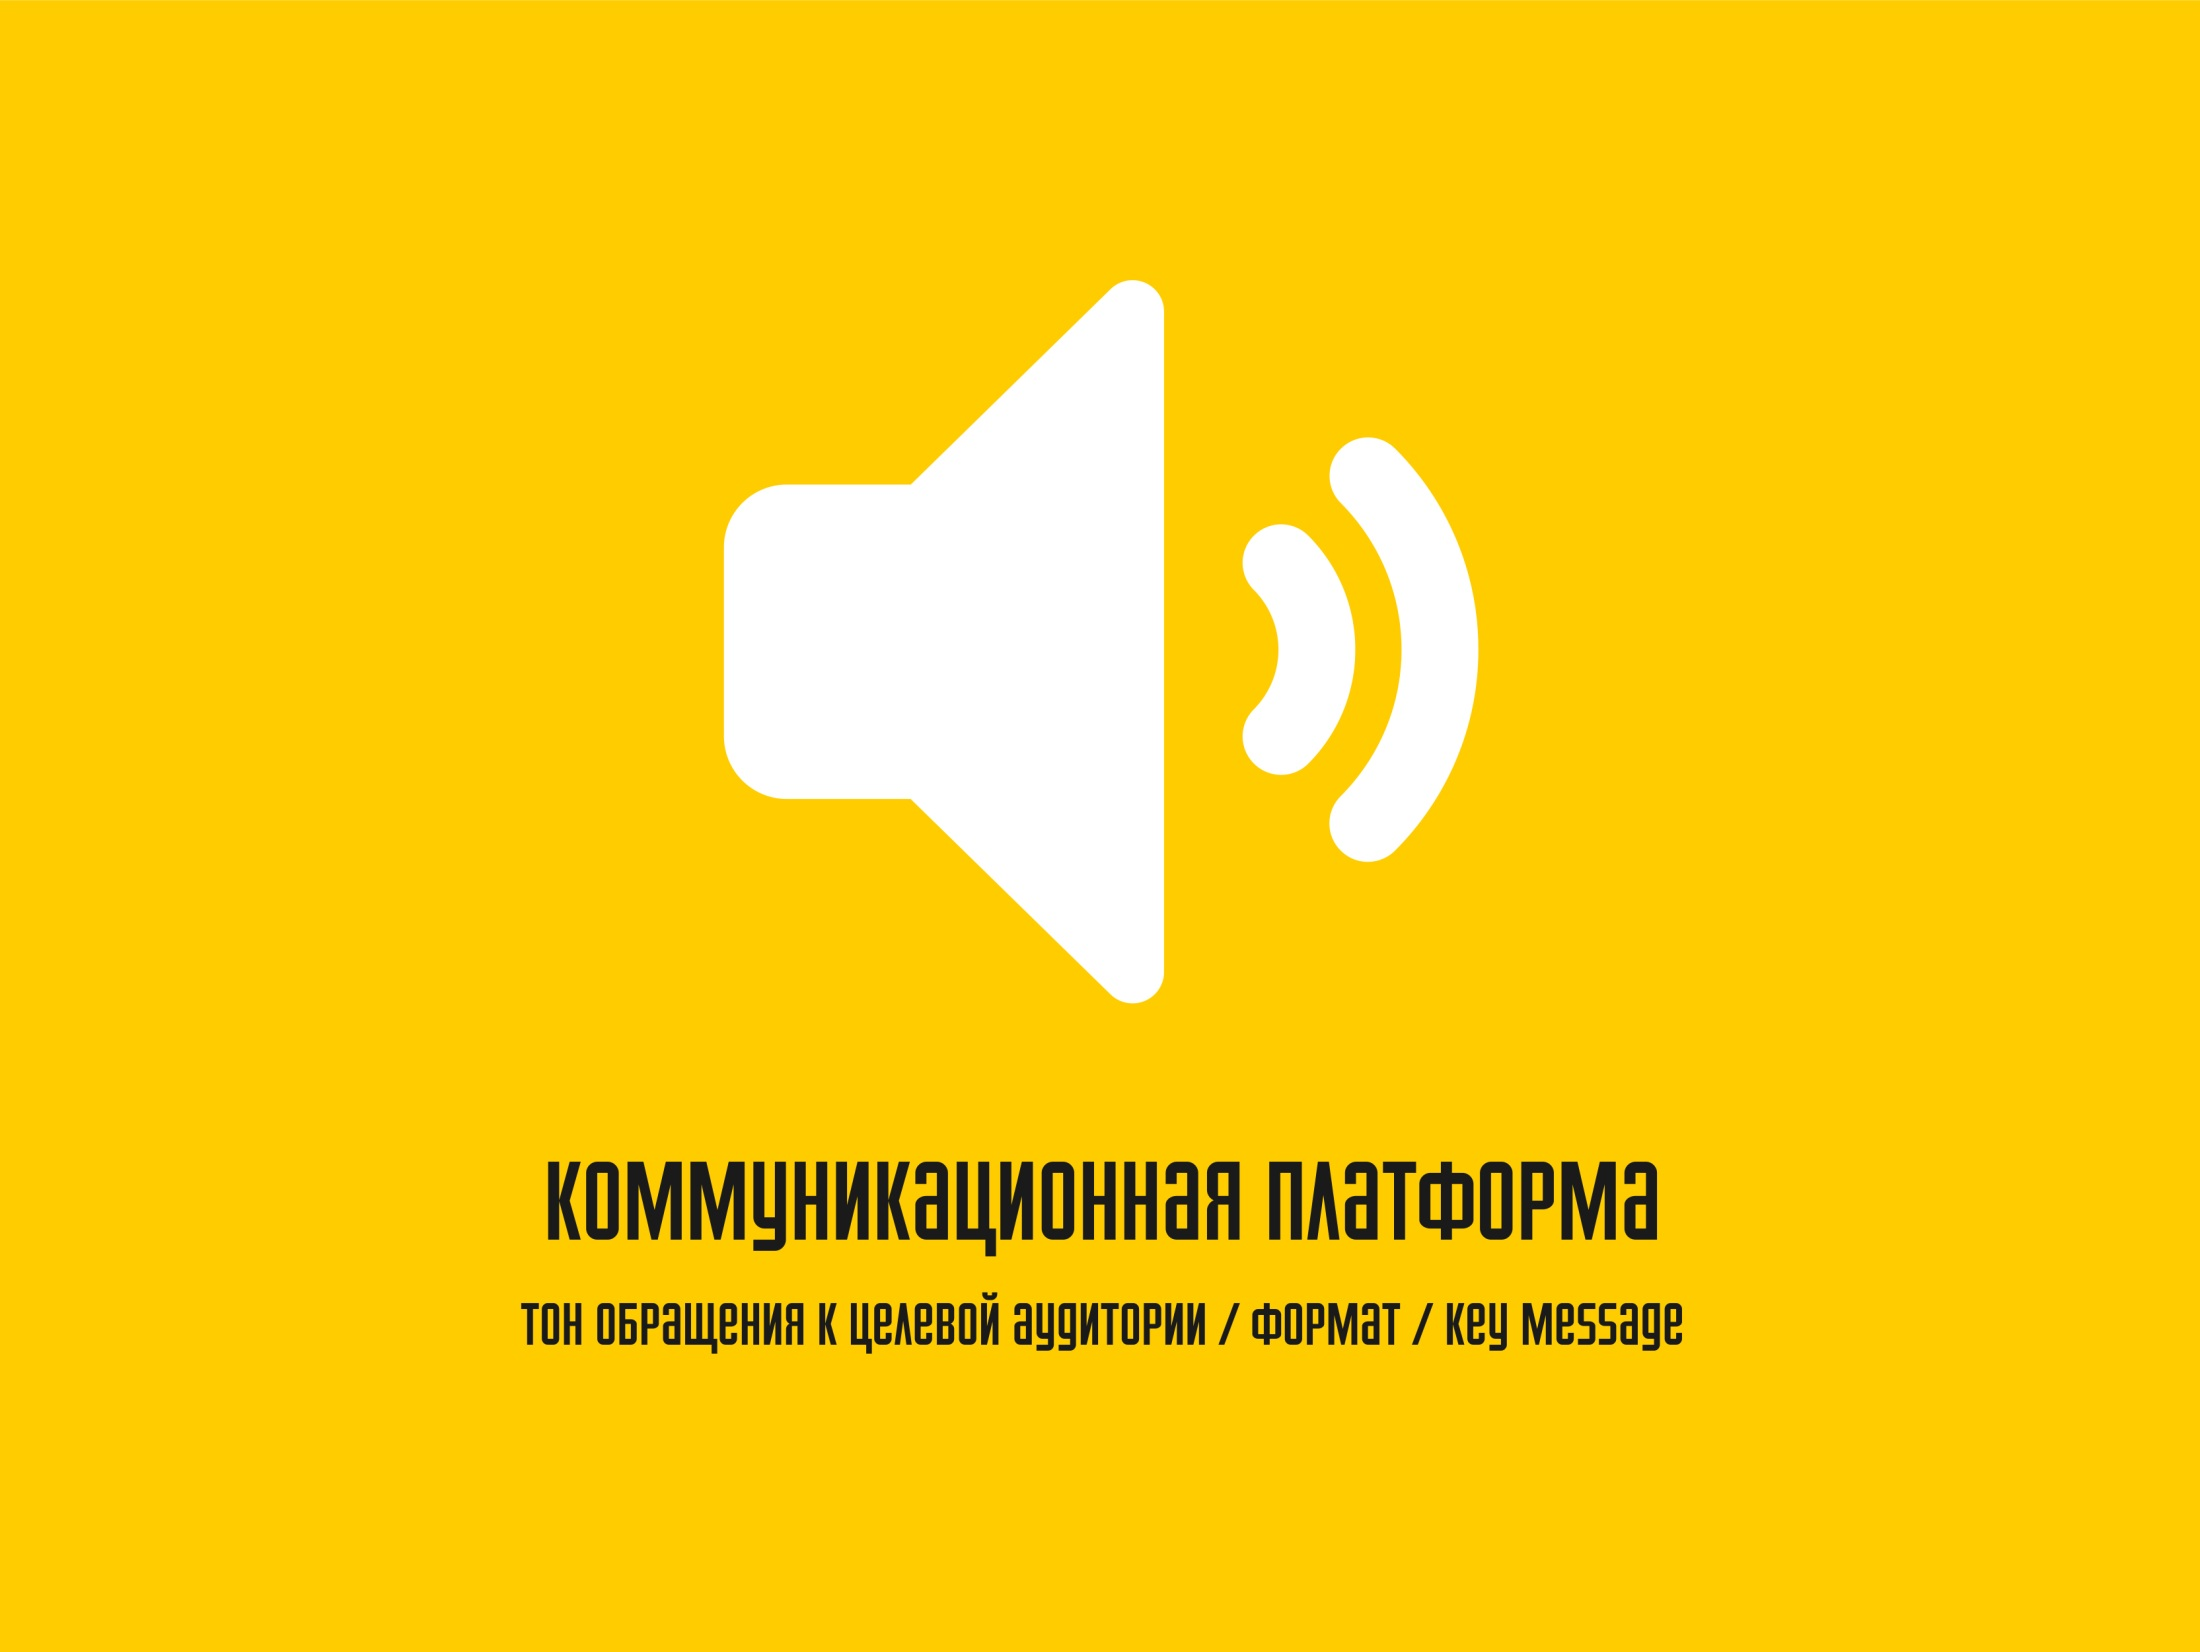 коммуникационная платформа
тон обращения к целевой аудитории / формат / key message